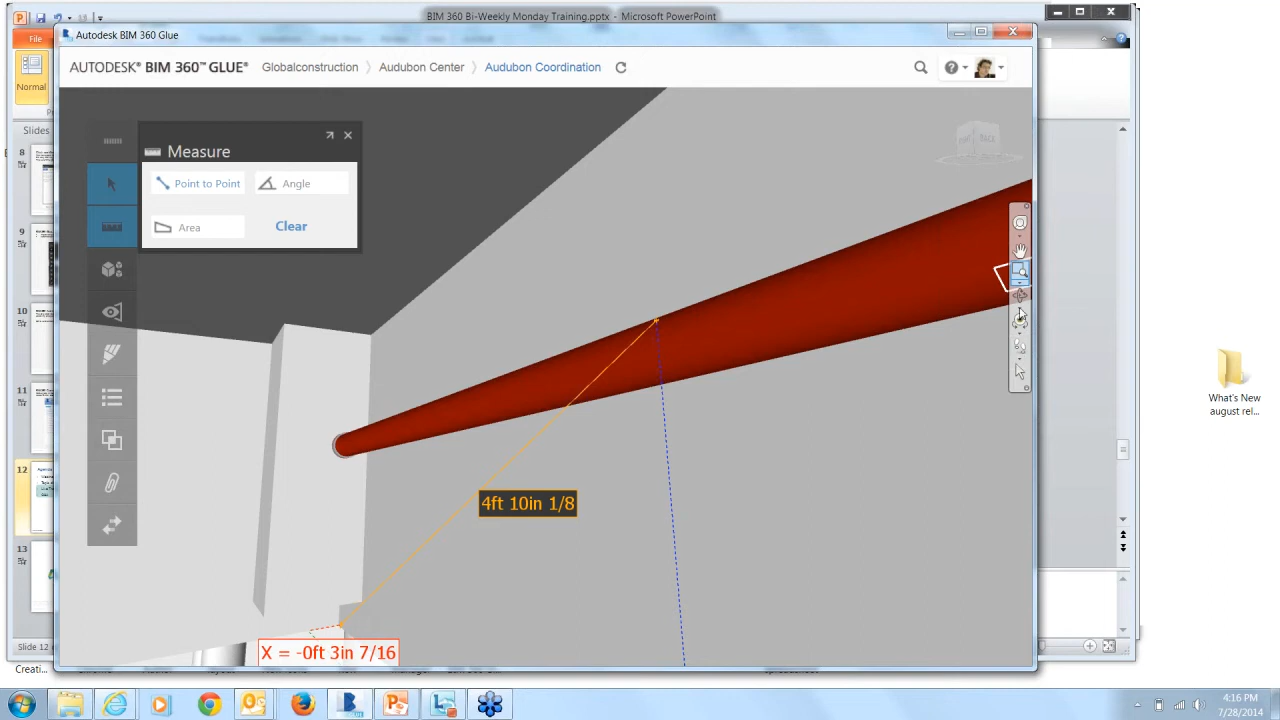 BIM 360 Bi-Weekly Monday Training.pptx - Microsoft PowerPoint
File
Autodesk BIM 360 Glue
AUTODESK® BIM 360™ GLUE®
Globalconstruction
Audubon Center
Audubon Coordination
Normal
Slides
8
9
10
11
12
13
Measure
Point to Point
Angle
Area
Clear
BACK
4ft 10in 1/8
X = -0ft 3in 7/16
What's New
august rel...
Slide 12
Creati...
4:16 PM
7/28/2014